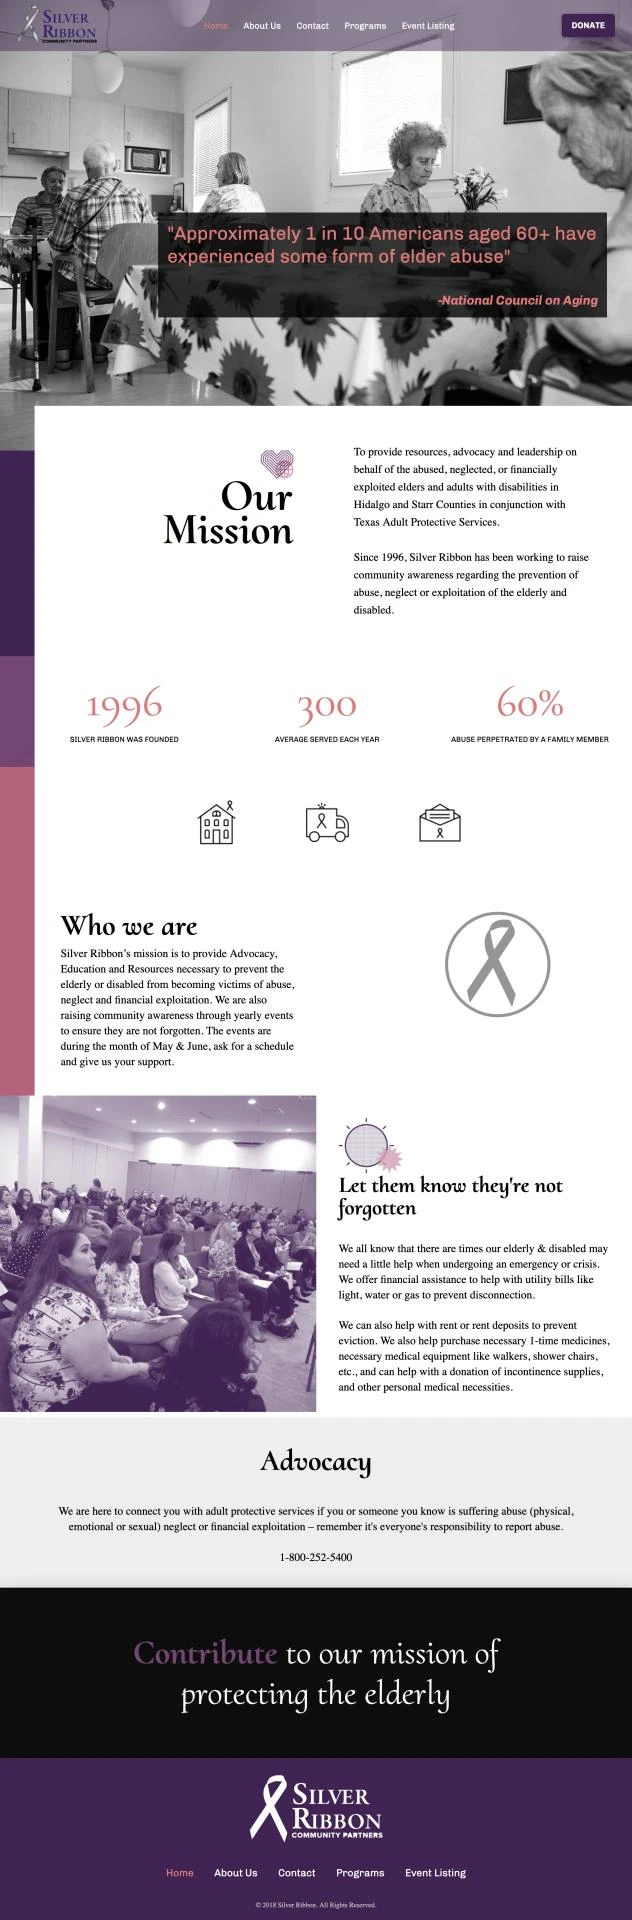 SILVER
RIBBON
COMMUNITY PARTNERS
Home About Us Contact Programs Event Listing
DONATE
"Approximately 1 in 10 Americans aged 60+ have
experienced some form of elder abuse"
-National Council on Aging
Our
Mission
To provide resources, advocacy and leadership on
behalf of the abused, neglected, or financially
exploited elders and adults with disabilities in
Hidalgo and Starr Counties in conjunction with
Texas Adult Protective Services.
Since 1996, Silver Ribbon has been working to raise
community awareness regarding the prevention of
abuse, neglect or exploitation of the elderly and
disabled.
1996
SILVER RIBBON WAS FOUNDED
300
AVERAGE SERVED EACH YEAR
60%
ABUSE PERPETRATED BY A FAMILY MEMBER
Who we are
Silver Ribbon's mission is to provide Advocacy,
Education and Resources necessary to prevent the
elderly or disabled from becoming victims of abuse,
neglect and financial exploitation. We are also
raising community awareness through yearly events
to ensure they are not forgotten. The events are
during the month of May & June, ask for a schedule
and give us your support.
Let them know they're not
forgotten
We all know that there are times our elderly & disabled may
need a little help when undergoing an emergency or crisis.
We offer financial assistance to help with utility bills like
light, water or gas to prevent disconnection.
We can also help with rent or rent deposits to prevent
eviction. We also help purchase necessary 1-time medicines,
necessary medical equipment like walkers, shower chairs,
etc., and can help with a donation of incontinence supplies,
and other personal medical necessities.
Advocacy
We are here to connect you with adult protective services if you or someone you know is suffering abuse (physical,
emotional or sexual) neglect or financial exploitation – remember it's everyone's responsibility to report abuse.
1-800-252-5400
Contribute to our mission of
protecting the elderly
SILVER
RIBBON
COMMUNITY PARTNERS
Home About Us Contact Programs Event Listing
© 2018 Silver Ribbon. All Rights Reserved.